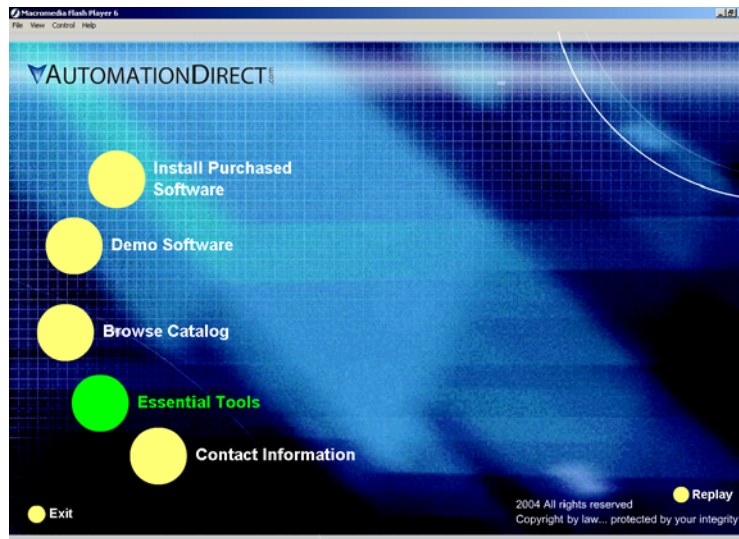 Macromedia Flash Player 6
File View Control Help
AUTOMATIONDIRECT.com
Install Purchased
Software
Demo Software
Browse Catalog
Essential Tools
Contact Information
Exit
Replay
2004 All rights reserved
Copyright by law... protected by your integrity